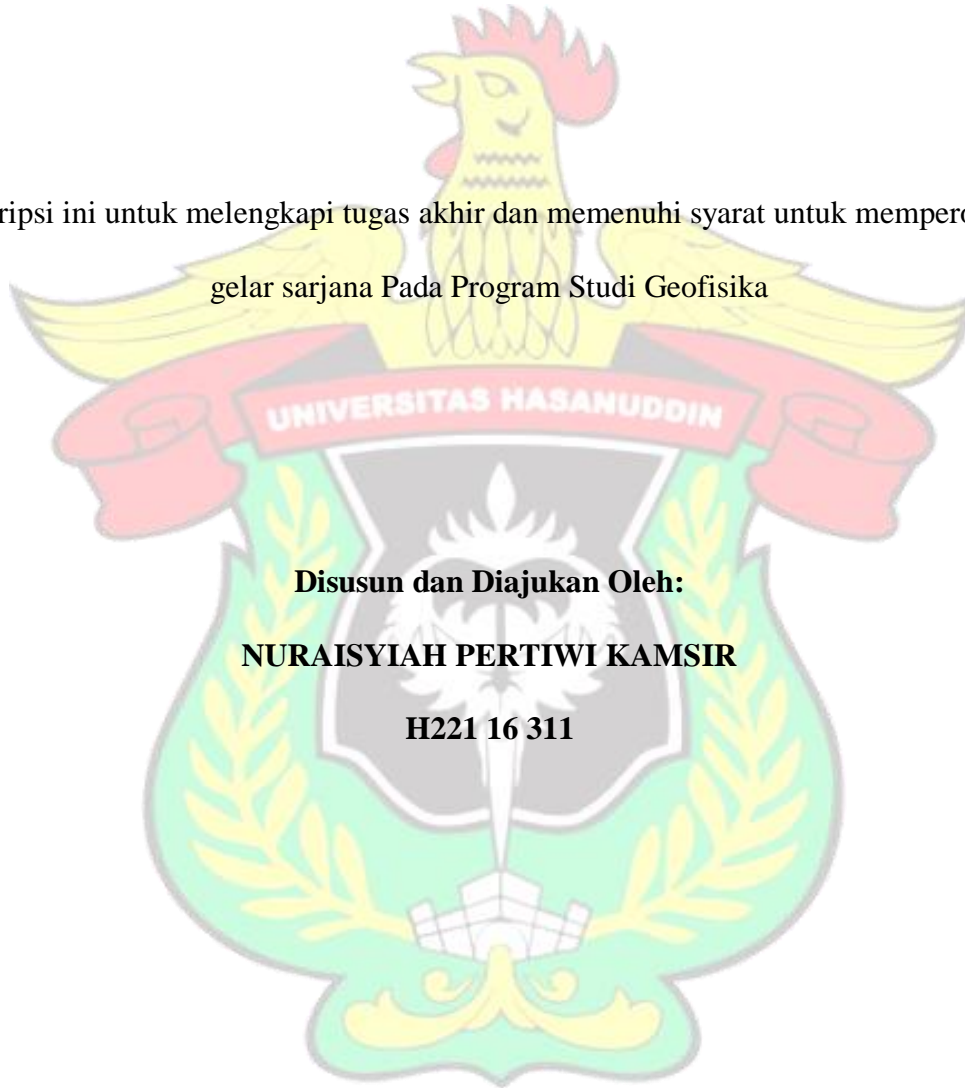 ripsi ini untuk melengkapi tugas akhir dan memenuhi syarat untuk mempero
gelar sarjana Pada Program Studi Geofisika
UNIVERSITAS HASANUDDIN
Disusun dan Diajukan Oleh:
NURAISYIAH PERTIWI KAMSIR
H221 16 311